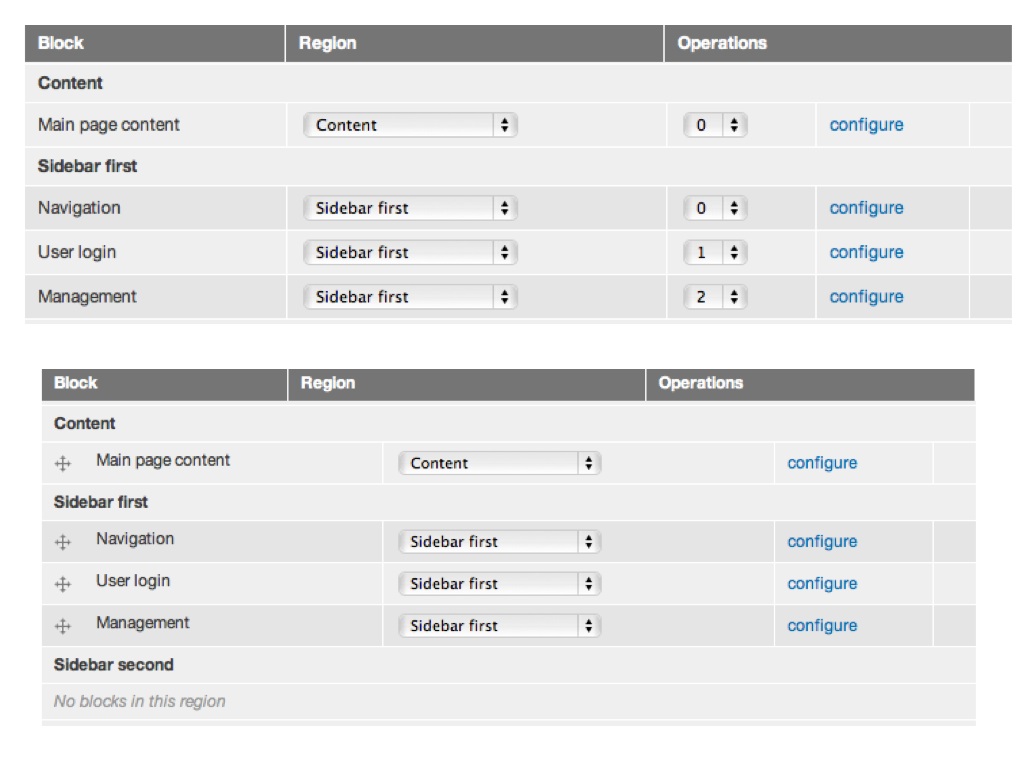 Block Region Operations
Content
Main page content Content 0 configure
Sidebar first
Navigation Sidebar first 0 configure
User login Sidebar first 1 configure
Management Sidebar first 2 configure
Block Region Operations
Content
Main page content Content configure
Sidebar first
Navigation Sidebar first configure
User login Sidebar first configure
Management Sidebar first configure
Sidebar second
No blocks in this region